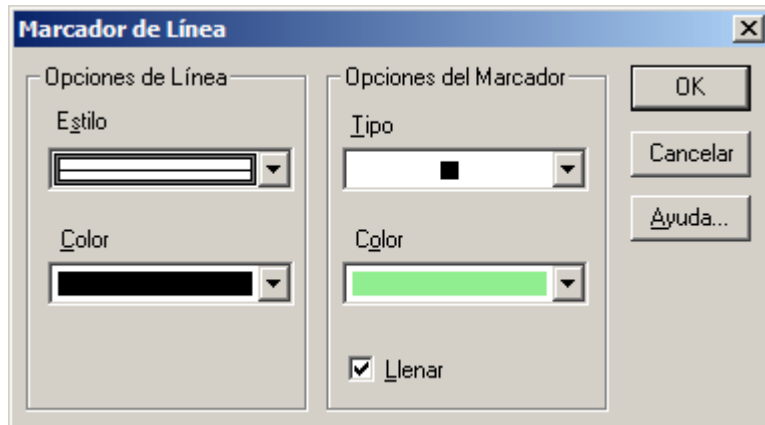 Marcador de Línea
Opciones de Línea
Estilo
Color
Opciones del Marcador
Tipo
Color
Llenar
OK
Cancelar
Ayuda...